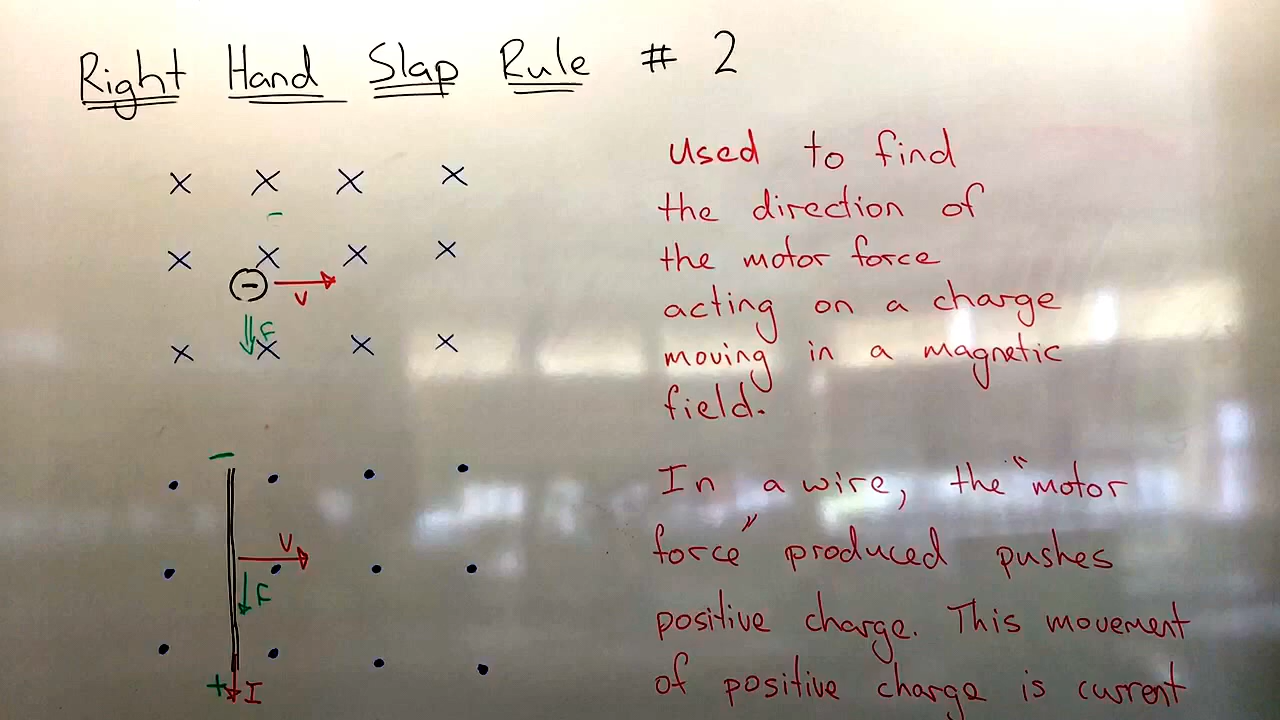 Right Hand Slap Rule # 2
Used to find
the direction of
the motor force
acting on a charge
moving in a magnetic
field.
× × × ×
-
× × × ×
- V
F
× × × ×
In a wire, the "motor
force" produced pushes
positive charge. This movement
of positive charge is current
-
V
F
+ I